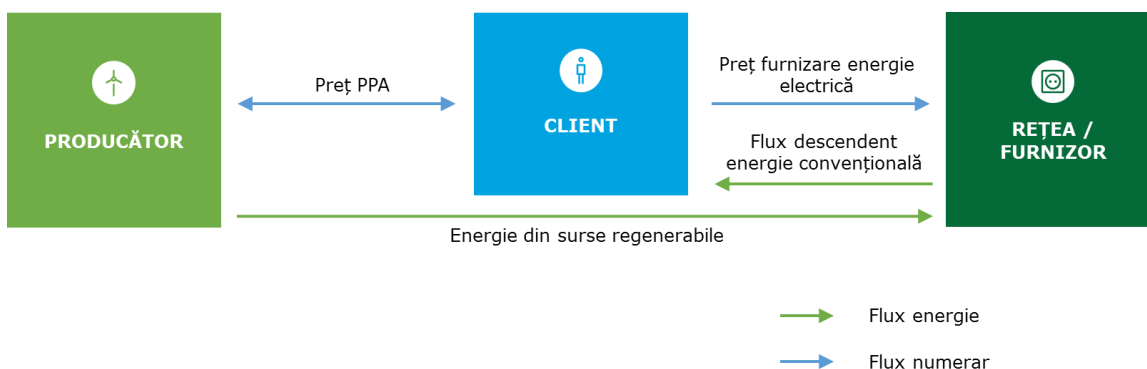 PRODUCĂTOR
Preț PPA
CLIENT
Preț furnizare energie
electrică
Flux descendent
energie convențională
REȚEA /
FURNIZOR
Energie din surse regenerabile
Flux energie
Flux numerar